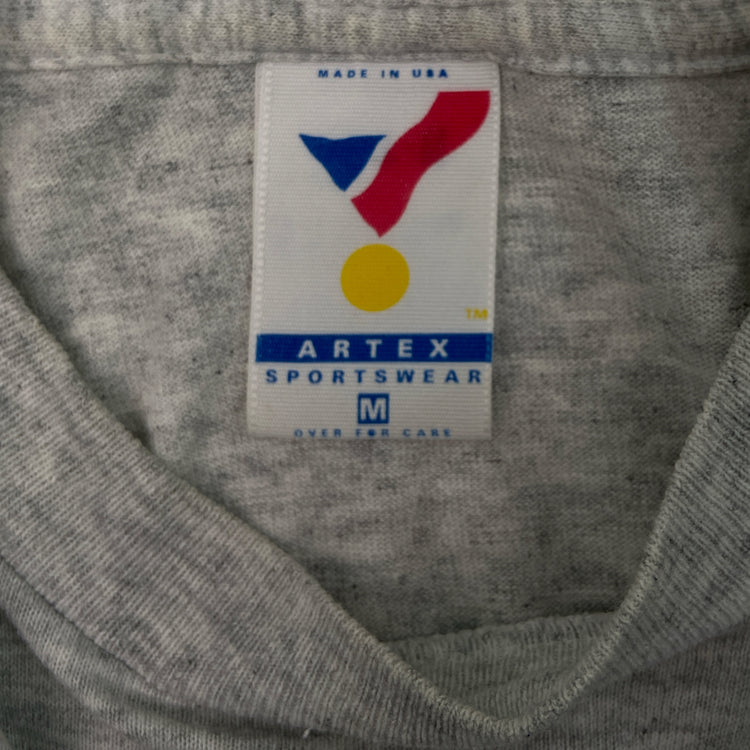 MADE IN USA
TM
ARTEX
SPORTSWEAR
M
OVER FOR CARE